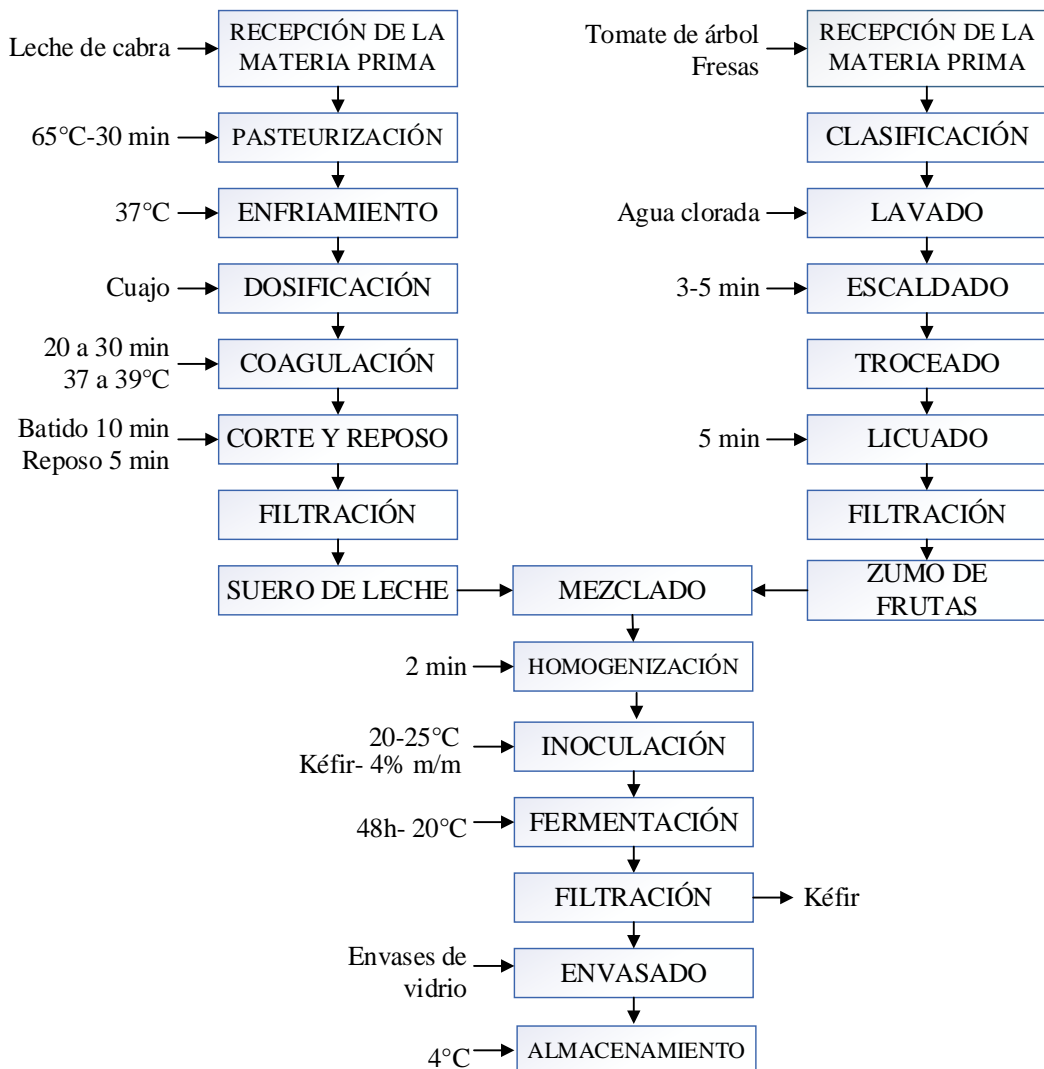 Leche de cabra
RECEPCIÓN DE LA
MATERIA PRIMA
65°C-30 min
PASTEURIZACIÓN
37°C
ENFRIAMIENTO
Cuajo
DOSIFICACIÓN
20 a 30 min
37 a 39°C
COAGULACIÓN
Batido 10 min
Reposo 5 min
CORTE Y REPOSO
FILTRACIÓN
SUERO DE LECHE
Tomate de árbol
Fresas
RECEPCIÓN DE LA
MATERIA PRIMA
CLASIFICACIÓN
Agua clorada
LAVADO
3-5 min
ESCALDADO
TROCEADO
5 min
LICUADO
FILTRACIÓN
ZUMO DE
FRUTAS
MEZCLADO
2 min
HOMOGENIZACIÓN
20-25°C
Kéfir- 4% m/m
INOCULACIÓN
48h- 20°C
FERMENTACIÓN
FILTRACIÓN
Kéfir
Envases de
vidrio
ENVASADO
4°C
ALMACENAMIENTO